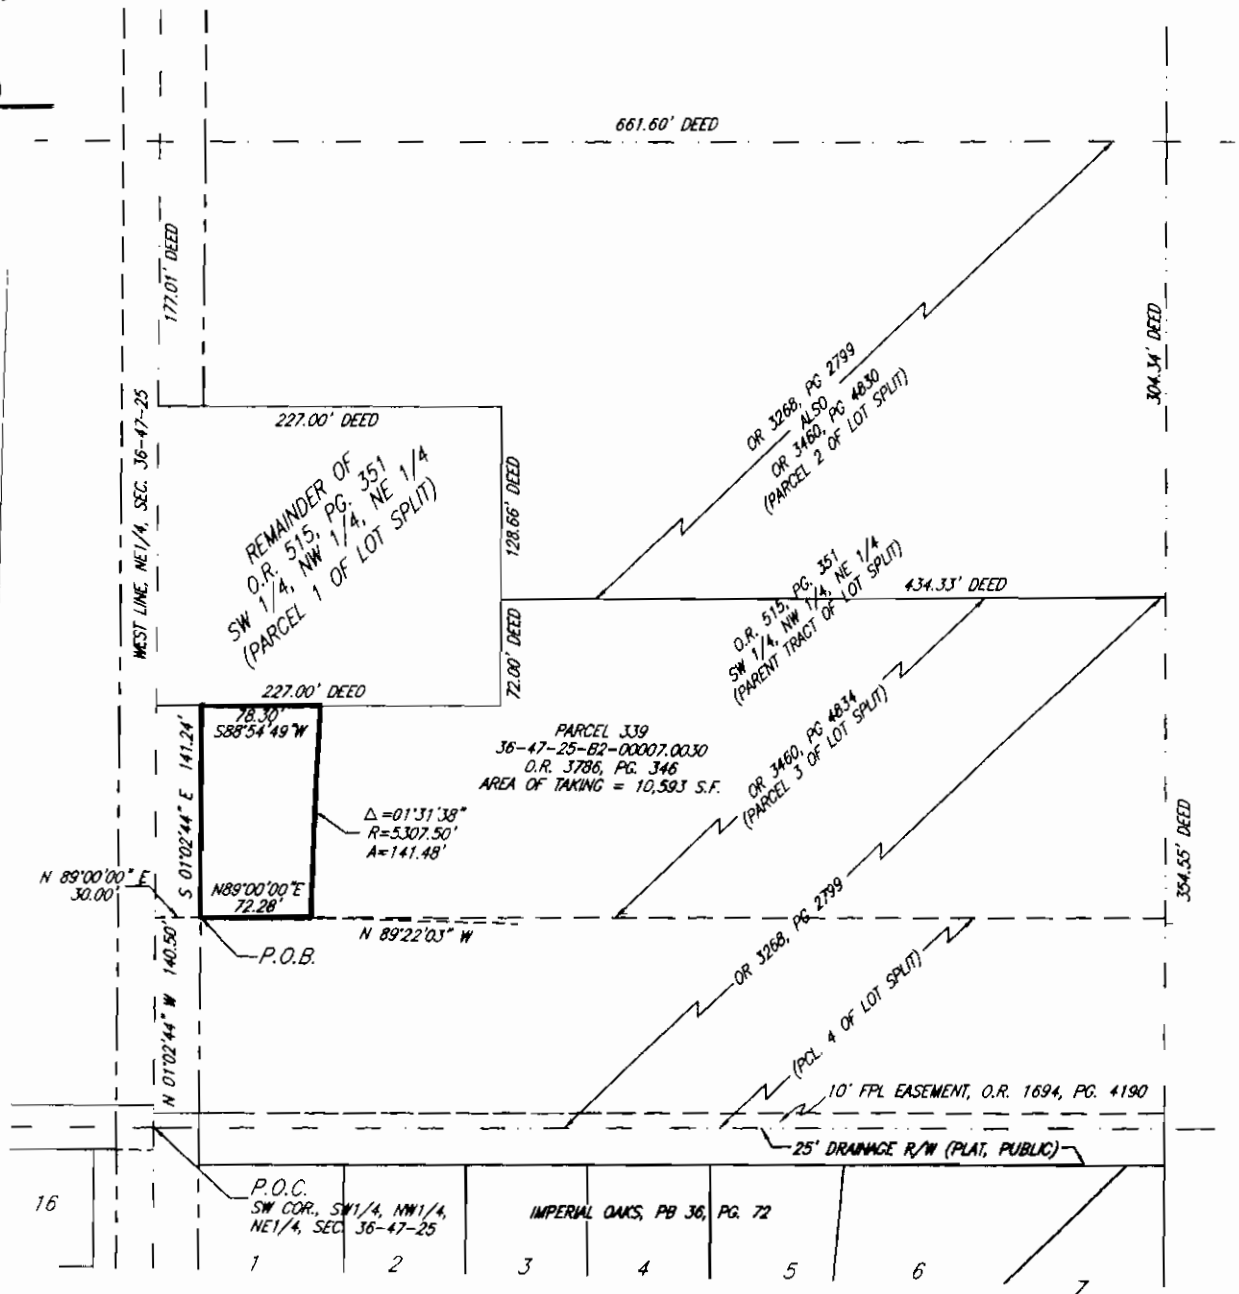 661.60' DEED
177.01' DEED
304.34' DEED
WEST LINE, NE1/4, SEC. 36-47-25
227.00' DEED
REMAINDER OF
O.R. 515, PG. 351
SW 1/4, NW 1/4, NE 1/4
(PARCEL 1 OF LOT SPLIT)
128.66' DEED
OR 3268, PG 2799
ALSO
OR 3460, PG 4830
(PARCEL 2 OF LOT SPLIT)
O.R. 515, PG. 351
SW 1/4, NW 1/4, NE 1/4
(PARENT TRACT OF LOT SPLIT)
434.33' DEED
72.00' DEED
227.00' DEED
78.30'
S88°54'49"W
S 01°02'44" E 141.24'
PARCEL 339
36-47-25-B2-00007.0030
O.R. 3786, PG. 346
AREA OF TAKING = 10,593 S.F.
OR 3460, PG 4834
(PARCEL 3 OF LOT SPLIT)
Δ=01°31'38"
R=5307.50'
A=141.48'
354.55' DEED
N 89°00'00" E
30.00'
N89°00'00"E
72.28'
N 89°22'03" W
P.O.B.
N 01°02'44" W 140.50'
OR 3268, PG 2799
(PCL. 4 OF LOT SPLIT)
10' FPL EASEMENT, O.R. 1694, PG. 4190
25' DRAINAGE R/W (PLAT, PUBLIC)
P.O.C.
SW COR., SW1/4, NW1/4,
NE1/4, SEC. 36-47-25
IMPERIAL OAKS, PB 36, PG. 72
16
1
2
3
4
5
6
7